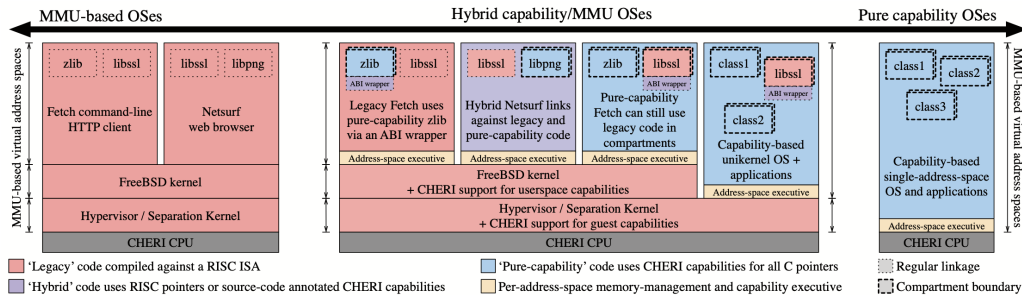 MMU-based OSes
Hybrid capability/MMU OSes
Pure capability OSes
MMU-based virtual address spaces
zlib
libssl
Fetch command-line
HTTP client
libssl
libpng
Netsurf
web browser
FreeBSD kernel
Hypervisor / Separation Kernel
CHERI CPU
zlib
ABI wrapper
libssl
Legacy Fetch uses
pure-capability zlib
via an ABI wrapper
Address-space executive
libssl
libpng
ABI wrapper
Hybrid Netsurf links
against legacy and
pure-capability code
Address-space executive
zlib
libssl
ABI wrapper
Pure-capability
Fetch can still use
legacy code in
compartments
Address-space executive
class1
libssl
ABI wrapper
class2
Capability-based
unikernel OS +
applications
Address-space executive
FreeBSD kernel
+ CHERI support for userspace capabilities
Hypervisor / Separation Kernel
+ CHERI support for guest capabilities
CHERI CPU
class1
class2
class3
Capability-based
single-address-space
OS and applications
Address-space executive
CHERI CPU
MMU-based virtual address spaces
'Legacy' code compiled against a RISC ISA
'Hybrid' code uses RISC pointers or source-code annotated CHERI capabilities
'Pure-capability' code uses CHERI capabilities for all C pointers
Per-address-space memory-management and capability executive
Regular linkage
Compartment boundary